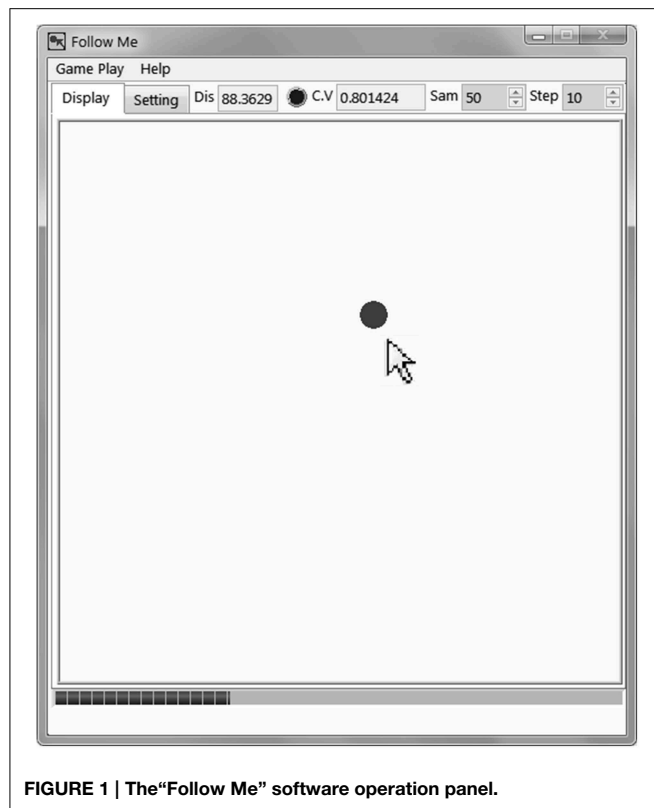 Follow Me
Game Play Help
Display Setting Dis 88.3629 C.V 0.801424 Sam 50 Step 10
FIGURE 1 | The“Follow Me” software operation panel.